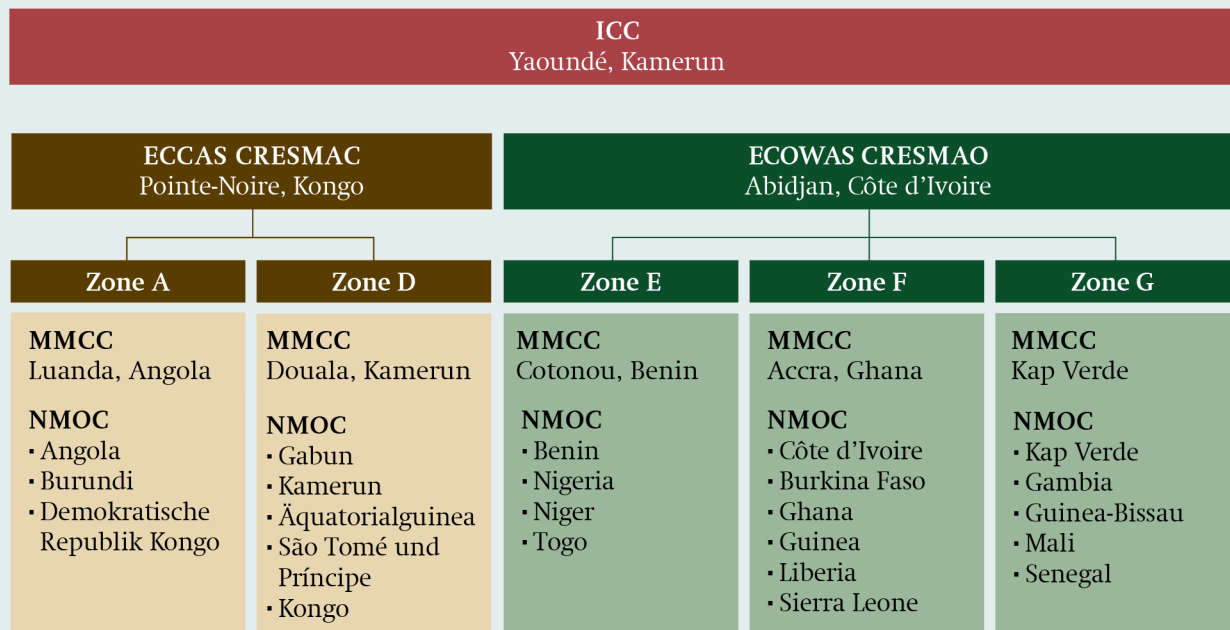 ICC
Yaoundé, Kamerun
ECCAS CRESMAC
Pointe-Noire, Kongo
ECOWAS CRESMAO
Abidjan, Côte d’Ivoire
Zone A
MMCC
Luanda, Angola
NMOC
· Angola
· Burundi
· Demokratische
Republik Kongo
Zone D
MMCC
Douala, Kamerun
NMOC
· Gabun
· Kamerun
· Äquatorialguinea
· São Tomé und
Príncipe
· Kongo
Zone E
MMCC
Cotonou, Benin
NMOC
· Benin
· Nigeria
· Niger
· Togo
Zone F
MMCC
Accra, Ghana
NMOC
· Côte d’Ivoire
· Burkina Faso
· Ghana
· Guinea
· Liberia
· Sierra Leone
Zone G
MMCC
Kap Verde
NMOC
· Kap Verde
· Gambia
· Guinea-Bissau
· Mali
· Senegal